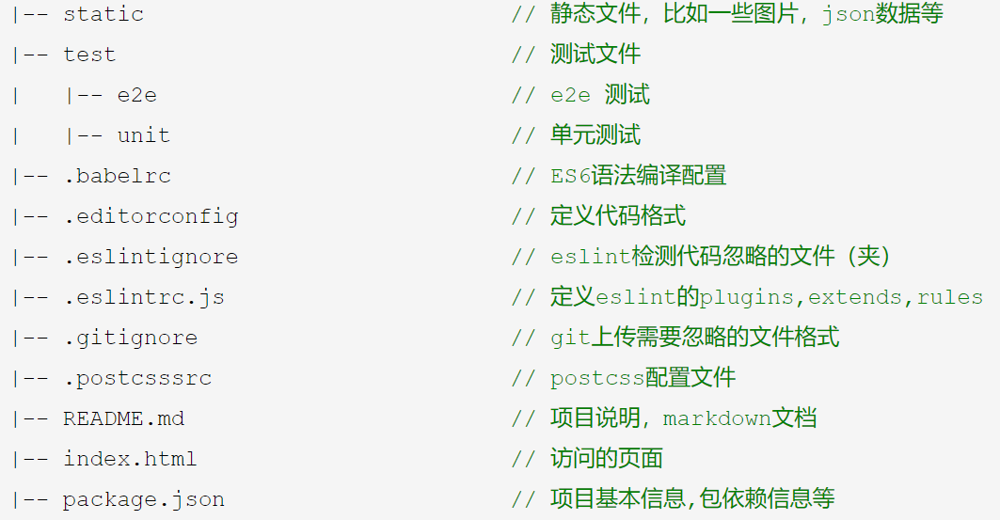 |-- static                             // 静态文件，比如一些图片，json数据等
|-- test                               // 测试文件
|   |-- e2e                            // e2e 测试
|   |-- unit                           // 单元测试
|-- .babelrc                           // ES6语法编译配置
|-- .editorconfig                      // 定义代码格式
|-- .eslintignore                      // eslint检测代码忽略的文件（夹）
|-- .eslintrc.js                       // 定义eslint的plugins,extends,rules
|-- .gitignore                         // git上传需要忽略的文件格式
|-- .postcsssrc                        // postcss配置文件
|-- README.md                          // 项目说明，markdown文档
|-- index.html                         // 访问的页面
|-- package.json                       // 项目基本信息,包依赖信息等